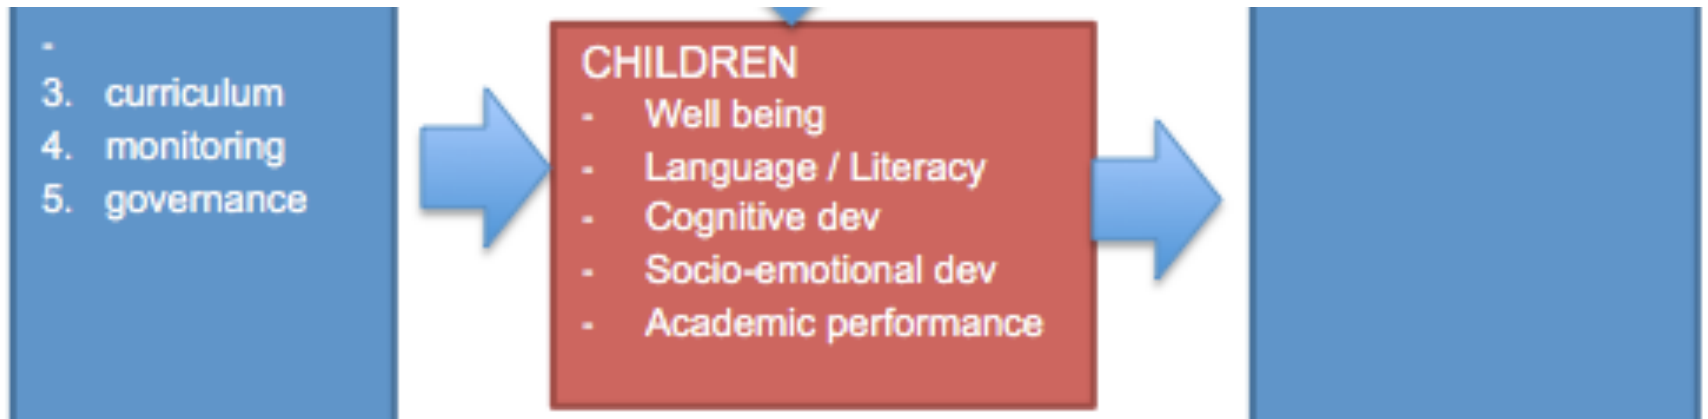 -
3. curriculum
4. monitoring
5. governance
CHILDREN
- Well being
- Language / Literacy
- Cognitive dev
- Socio-emotional dev
- Academic performance